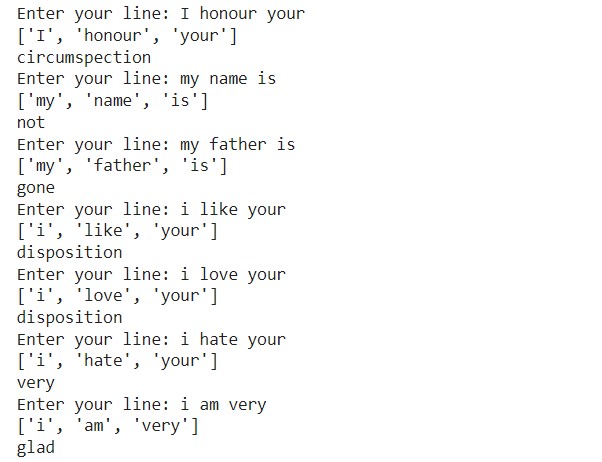 Enter your line: I honour your
['I', 'honour', 'your']
circumspection
Enter your line: my name is
['my', 'name', 'is']
not
Enter your line: my father is
['my', 'father', 'is']
gone
Enter your line: i like your
['i', 'like', 'your']
disposition
Enter your line: i love your
['i', 'love', 'your']
disposition
Enter your line: i hate your
['i', 'hate', 'your']
very
Enter your line: i am very
['i', 'am', 'very']
glad